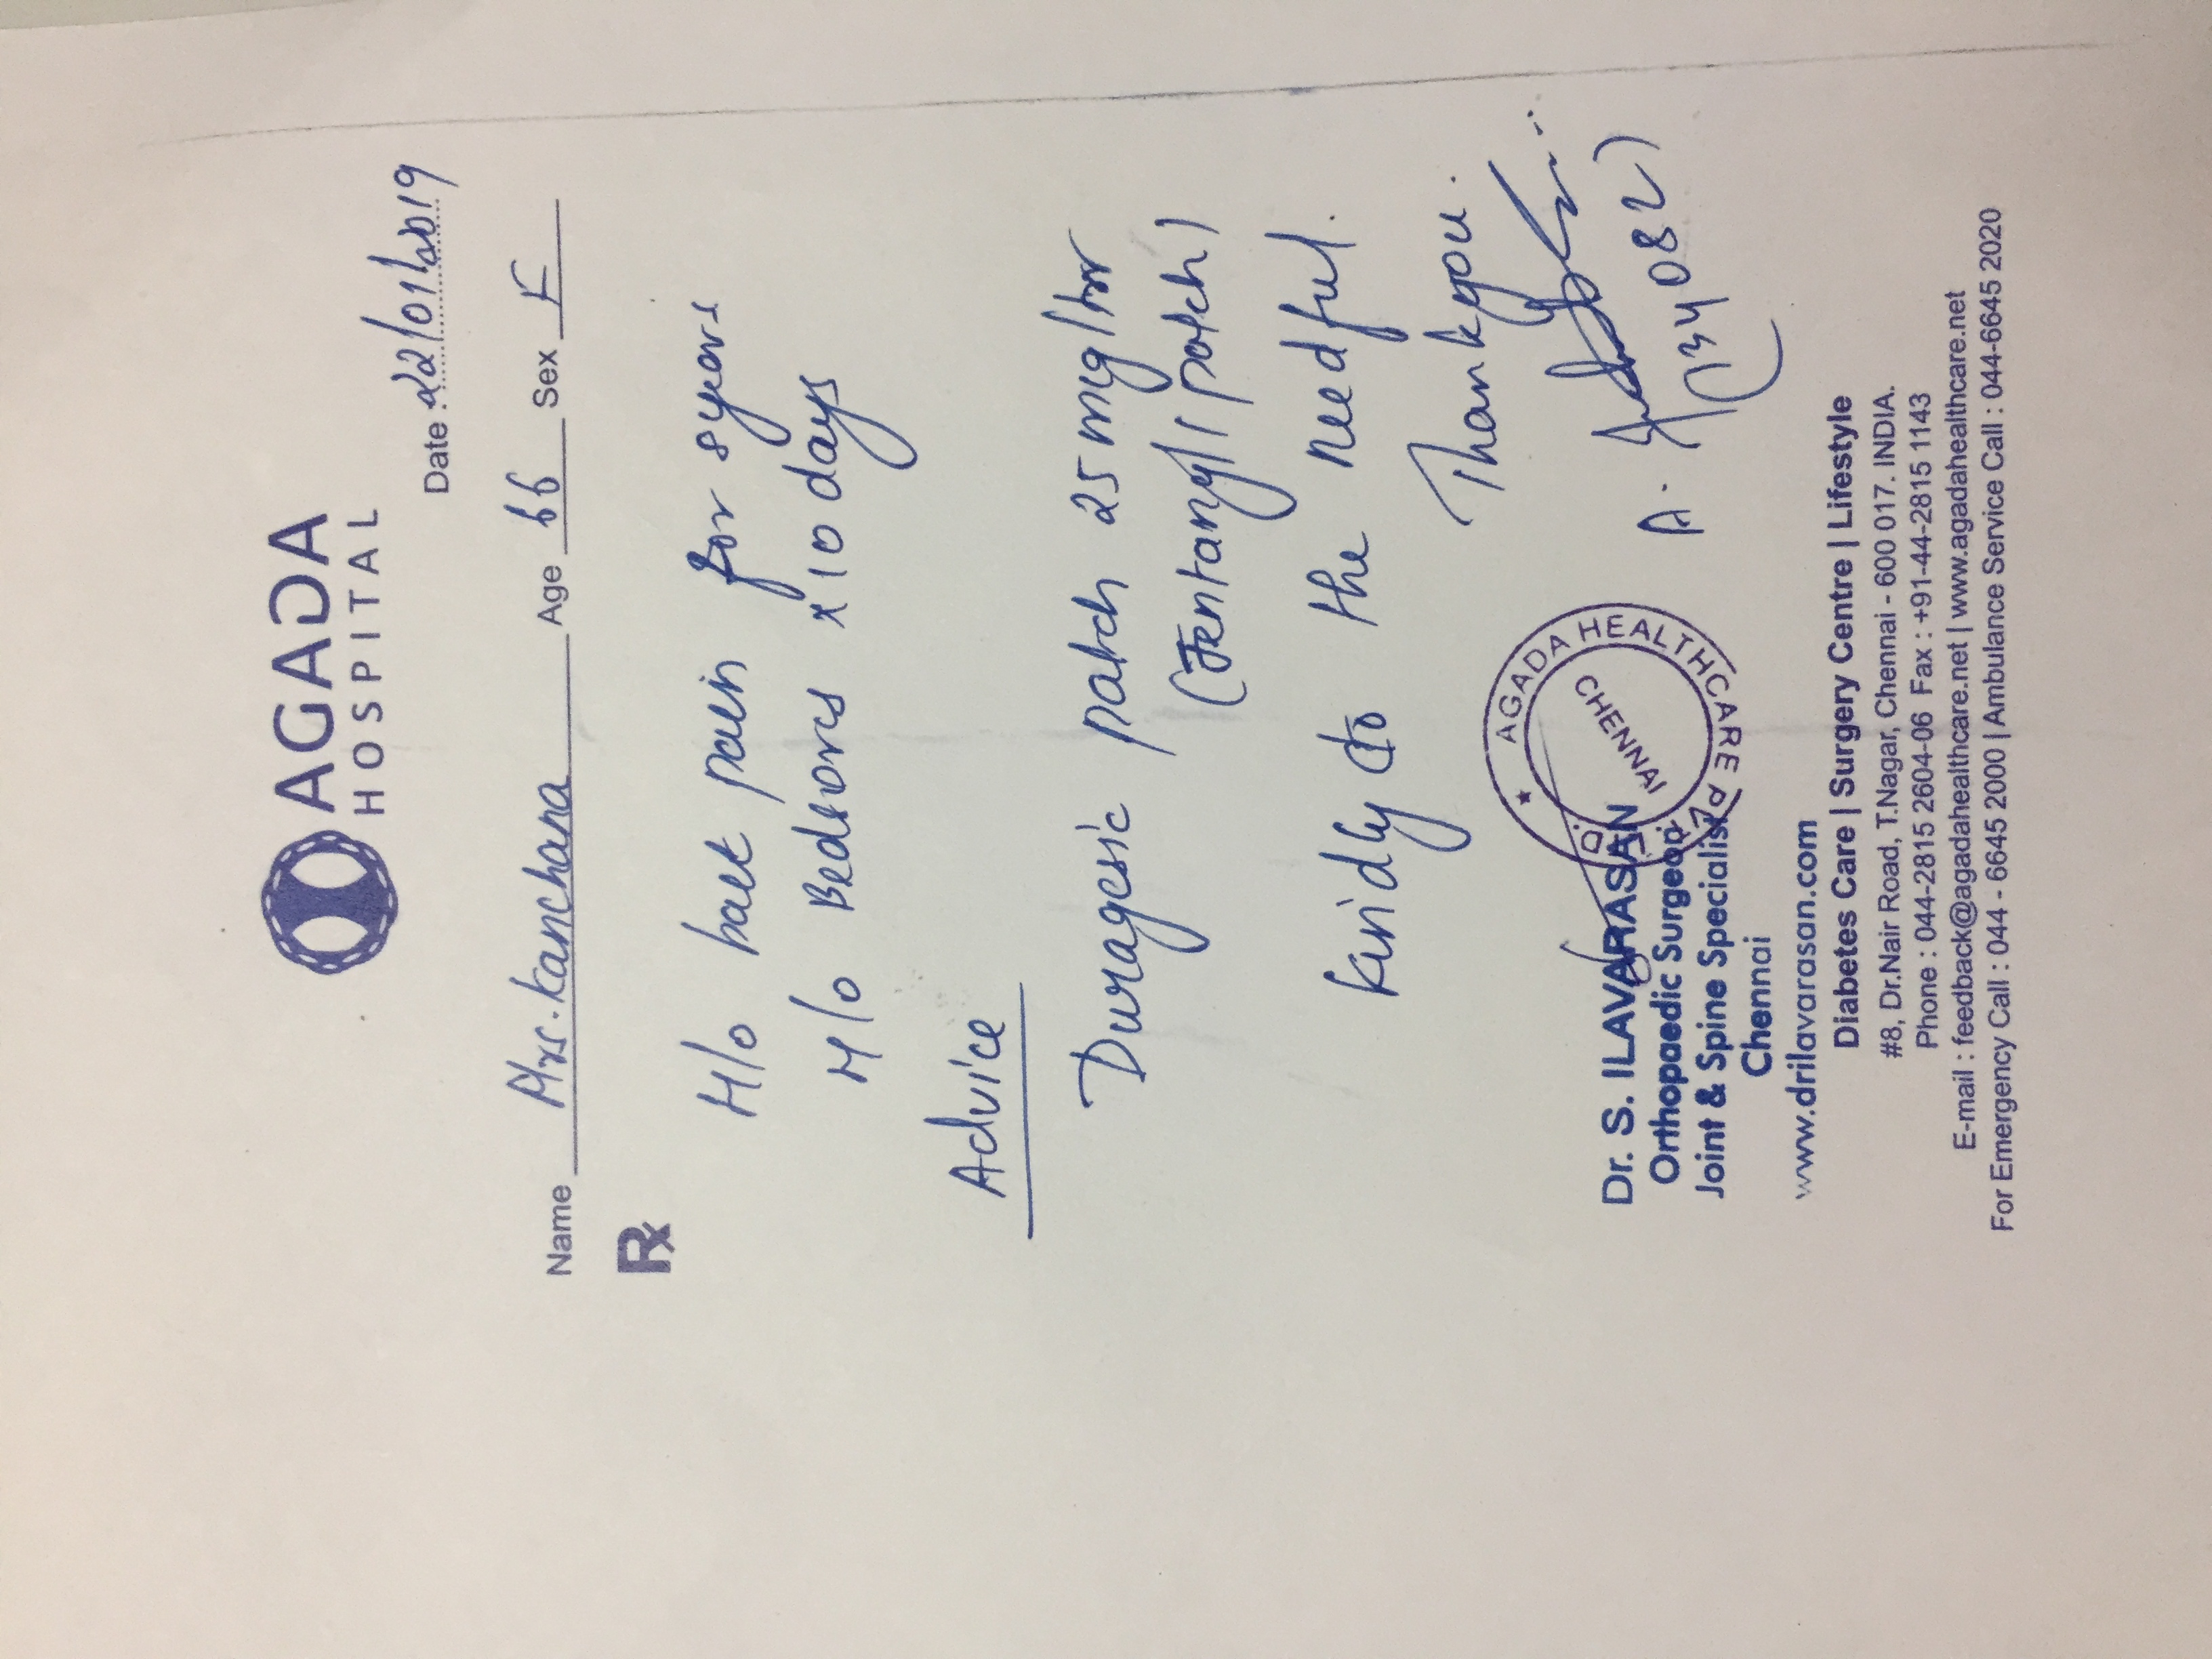 AGADA
HOSPITAL
Date : 22/01/2019
Name Mrs. Kanchana Age 66 Sex F
Rx
H/o back pain for 8 years
H/o Bedsores x 10 days
Advice
Duragesic patch 25 mcg/hr
(Fentanyl 1 patch)
Kindly do the needful.
Thankyou.
AGADA HEALTHCARE PVT. LTD.
CHENNAI
A.
(134082)
Dr. S. ILAVARASAN
Orthopaedic Surgeon
Joint & Spine Specialist
Chennai
www.drilavarasan.com
Diabetes Care | Surgery Centre | Lifestyle
#8, Dr.Nair Road, T.Nagar, Chennai - 600 017. INDIA.
Phone : 044-2815 2604-06 Fax : +91-44-2815 1143
E-mail : feedback@agadahealthcare.net | www.agadahealthcare.net
For Emergency Call : 044 - 6645 2000 | Ambulance Service Call : 044-6645 2020